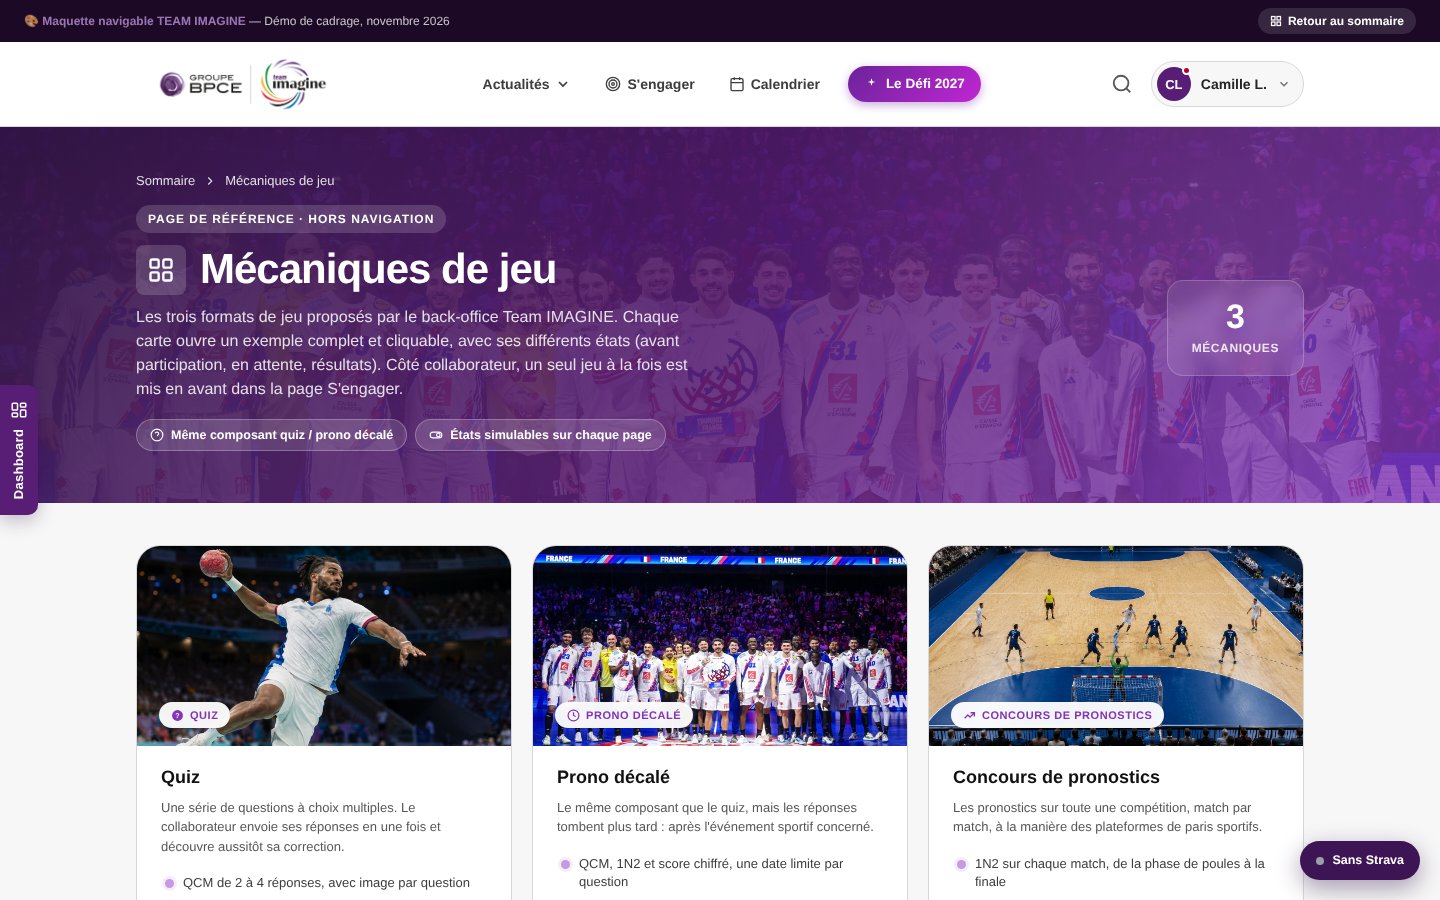 🎨 Maquette navigable TEAM IMAGINE — Démo de cadrage, novembre 2026
Retour au sommaire
GROUPE
BPCE
team
imagine
Actualités
S'engager
Calendrier
Le Défi 2027
CL
Camille L.
Sommaire > Mécaniques de jeu
PAGE DE RÉFÉRENCE · HORS NAVIGATION
Mécaniques de jeu
Les trois formats de jeu proposés par le back-office Team IMAGINE. Chaque
carte ouvre un exemple complet et cliquable, avec ses différents états (avant
participation, en attente, résultats). Côté collaborateur, un seul jeu à la fois est
mis en avant dans la page S'engager.
Même composant quiz / prono décalé
États simulables sur chaque page
3
MÉCANIQUES
Dashboard
FRANCE
FRANCE
FRANCE
FRANCE
QUIZ
Quiz
Une série de questions à choix multiples. Le
collaborateur envoie ses réponses en une fois et
découvre aussitôt sa correction.
QCM de 2 à 4 réponses, avec image par question
PRONO DÉCALÉ
Prono décalé
Le même composant que le quiz, mais les réponses
tombent plus tard : après l'événement sportif concerné.
QCM, 1N2 et score chiffré, une date limite par
question
CONCOURS DE PRONOSTICS
Concours de pronostics
Les pronostics sur toute une compétition, match par
match, à la manière des plateformes de paris sportifs.
1N2 sur chaque match, de la phase de poules à la
finale
Sans Strava